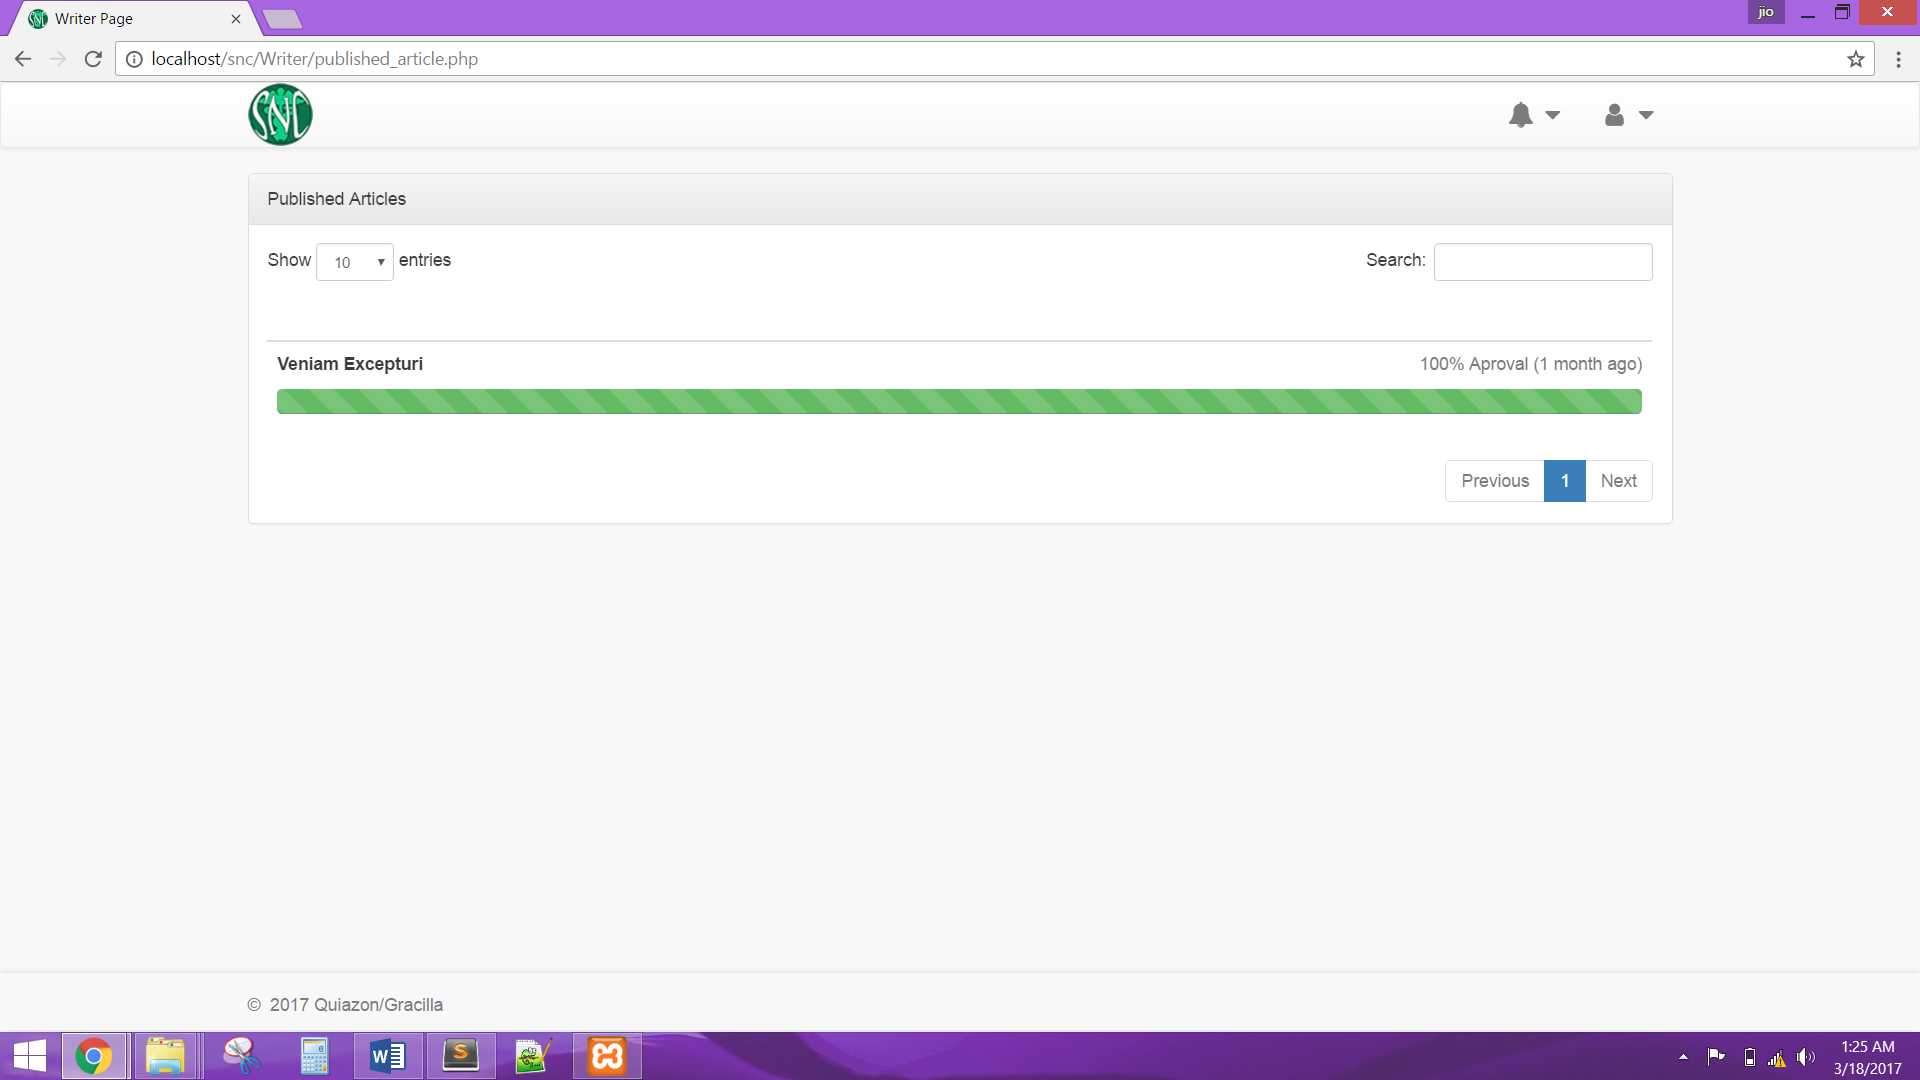 Writer Page
jio
localhost/snc/Writer/published_article.php
SNC
Published Articles
Show 10 entries
Search:
Veniam Excepturi
100% Aproval (1 month ago)
Previous 1 Next
© 2017 Quiazon/Gracilla
1:25 AM
3/18/2017